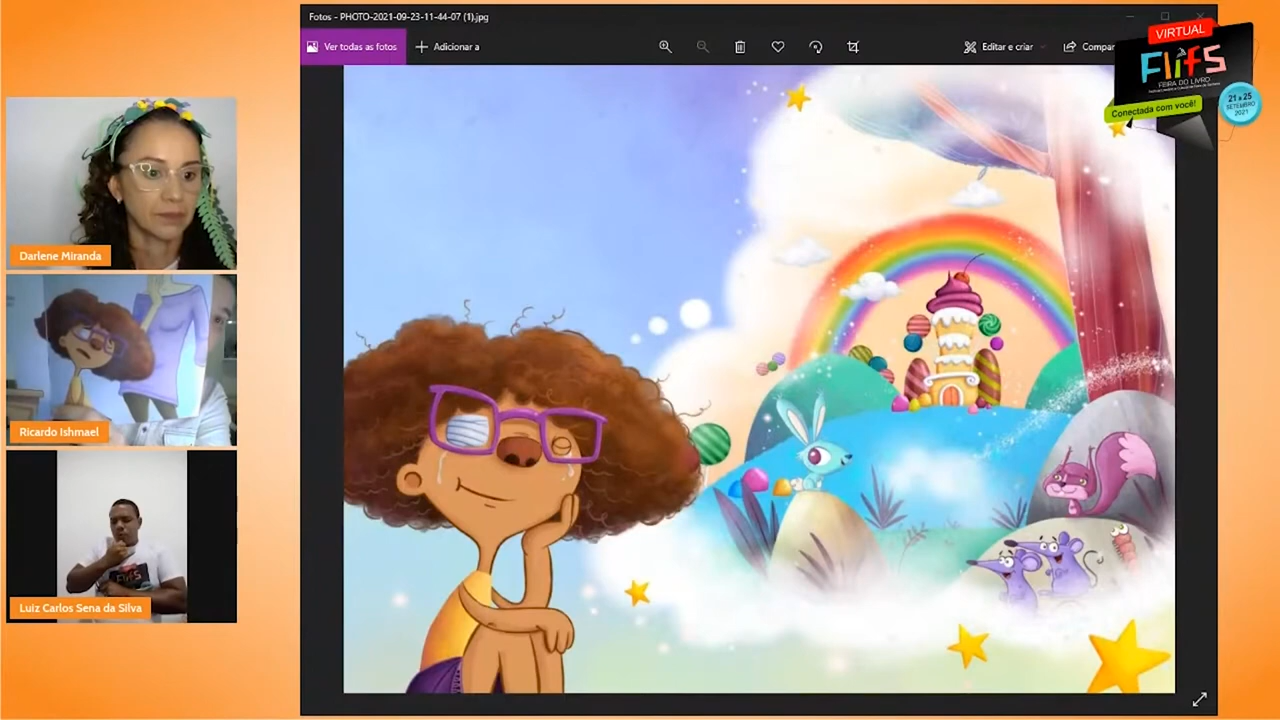 Fotos - PHOTO-2021-09-23-11-44-07 (1).jpg
Ver todas as fotos
Adicionar a
Editar e criar
Compar
VIRTUAL
FLIFS
FEIRA DO LIVRO
Conectada com você!
21 a 25
SETEMBRO
2021
Darlene Miranda
Ricardo Ishmael
Luiz Carlos Sena da Silva
FLIFS